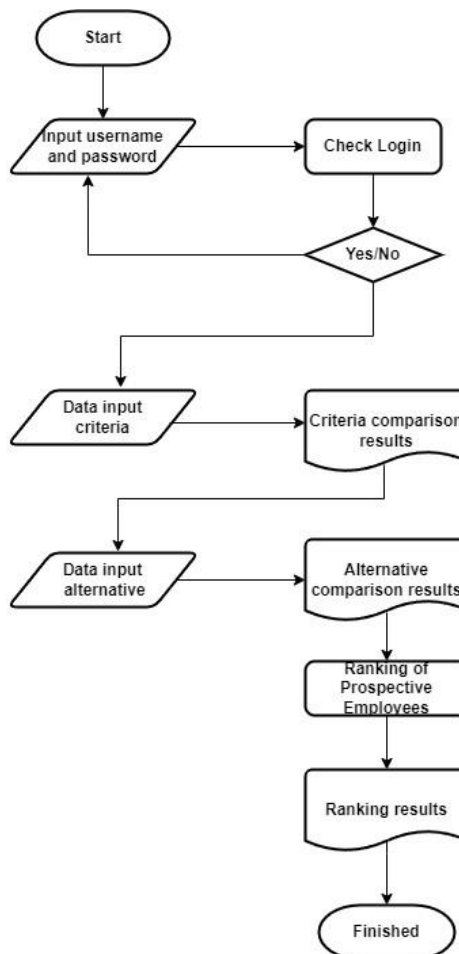 Start
Input username
and password
Check Login
Yes/No
Data input
criteria
Criteria comparison
results
Data input
alternative
Alternative
comparison results
Ranking of
Prospective
Employees
Ranking results
Finished